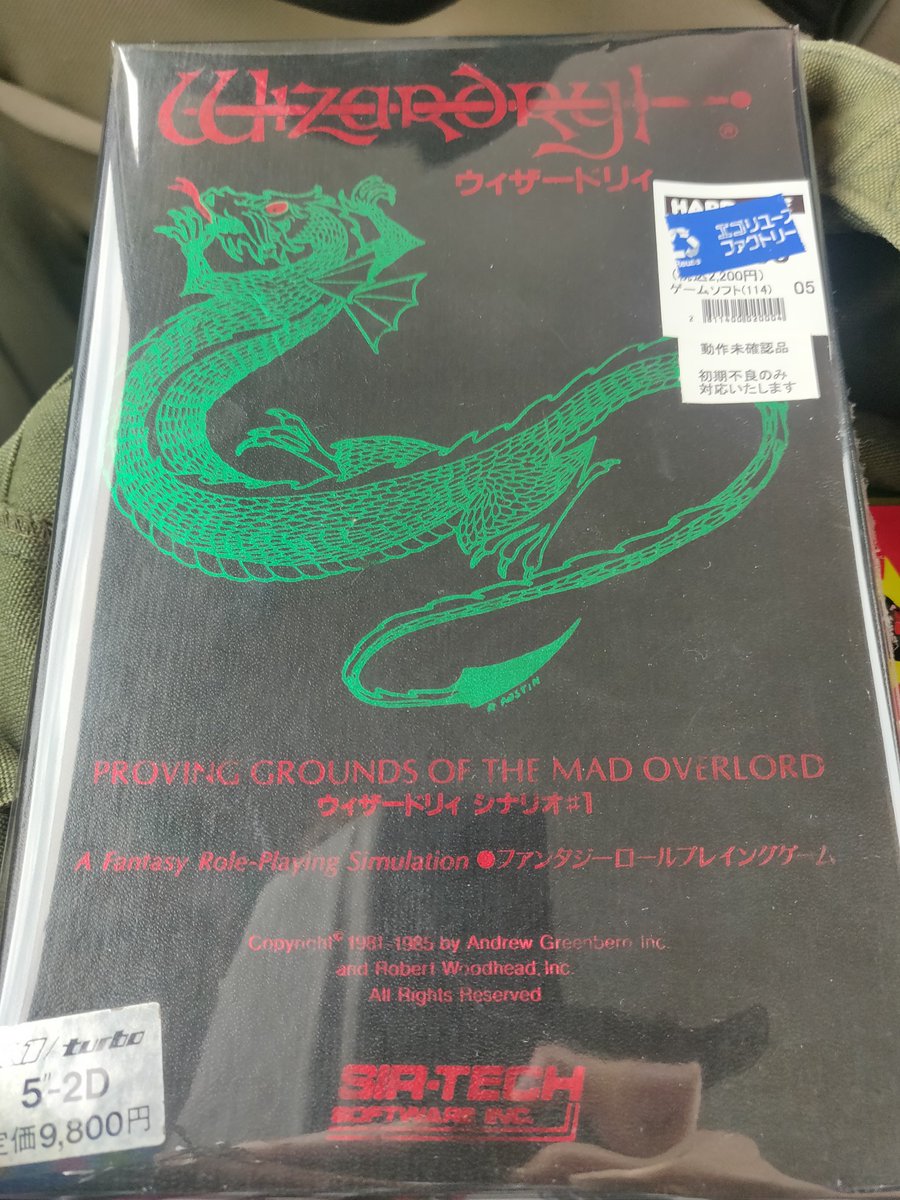 Wizardry
®
ウィザードリィ
エコリユース
ファクトリー
Reuse
(税込2,200円)
ゲームソフト(114) 05
動作未確認品
初期不良のみ
対応いたします
R AUSTIN
PROVING GROUNDS OF THE MAD OVERLORD
ウィザードリィ シナリオ#1
A Fantasy Role-Playing Simulation ●ファンタジーロールプレイングゲーム
Copyright© 1981-1985 by Andrew Greenberg Inc.
and Robert Woodhead, Inc.
All Rights Reserved
SIR-TECH
SOFTWARE INC.
X1/turbo
5"-2D
定価9,800円